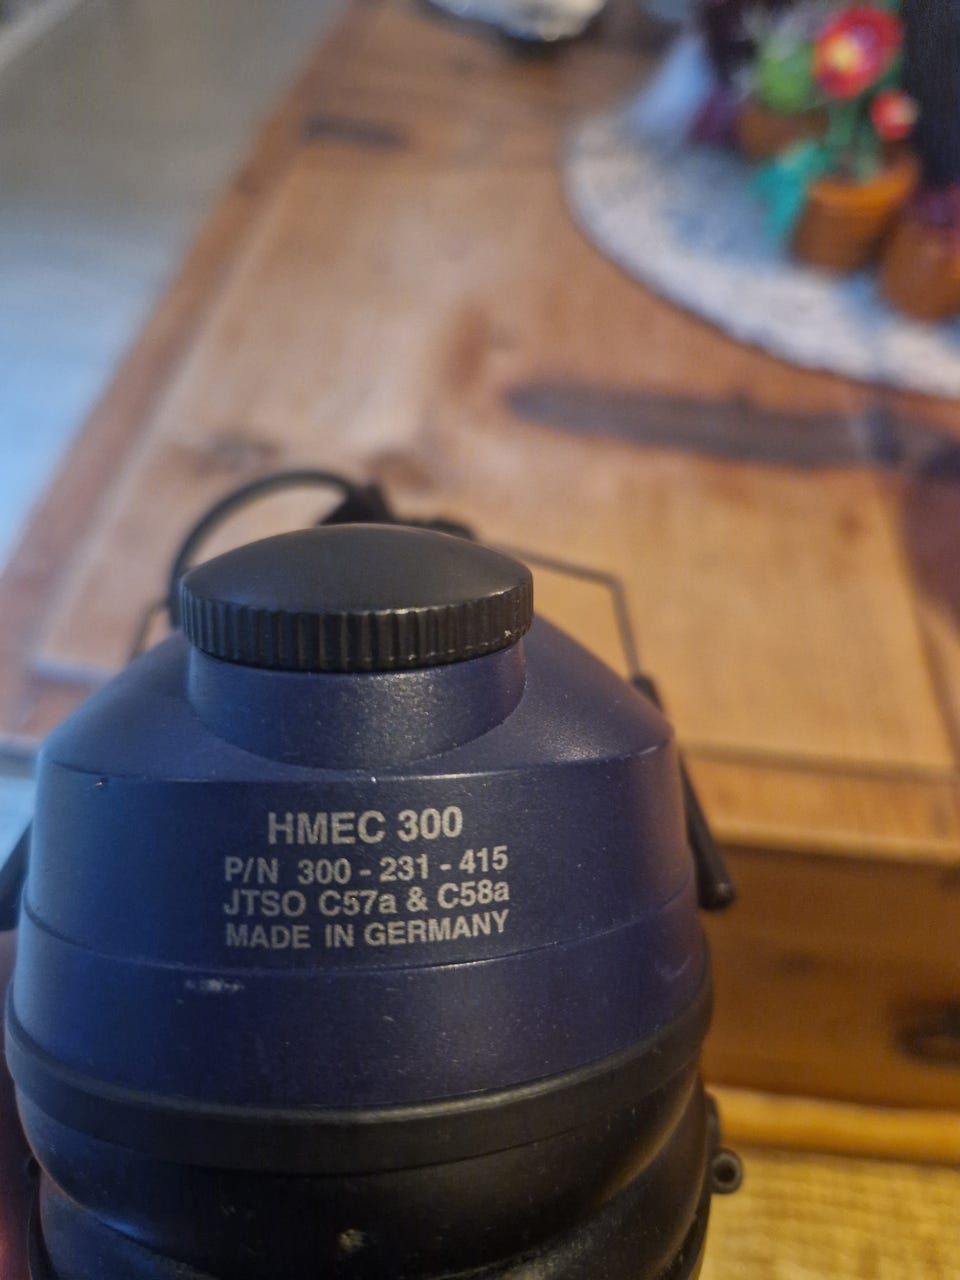 HMEC 300
P/N 300 - 231 - 415
JTSO C57a & C58a
MADE IN GERMANY